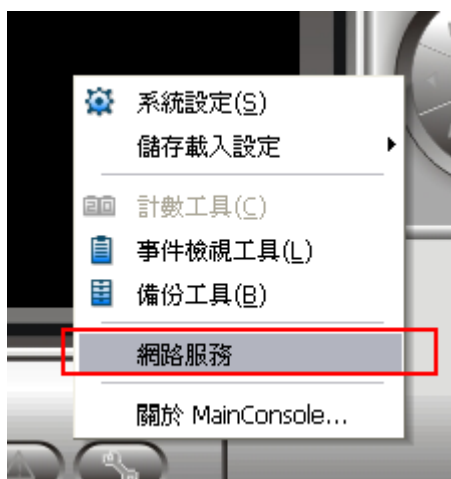 系統設定(S)
儲存載入設定
計數工具(C)
事件檢視工具(L)
備份工具(B)
網路服務
關於 MainConsole...